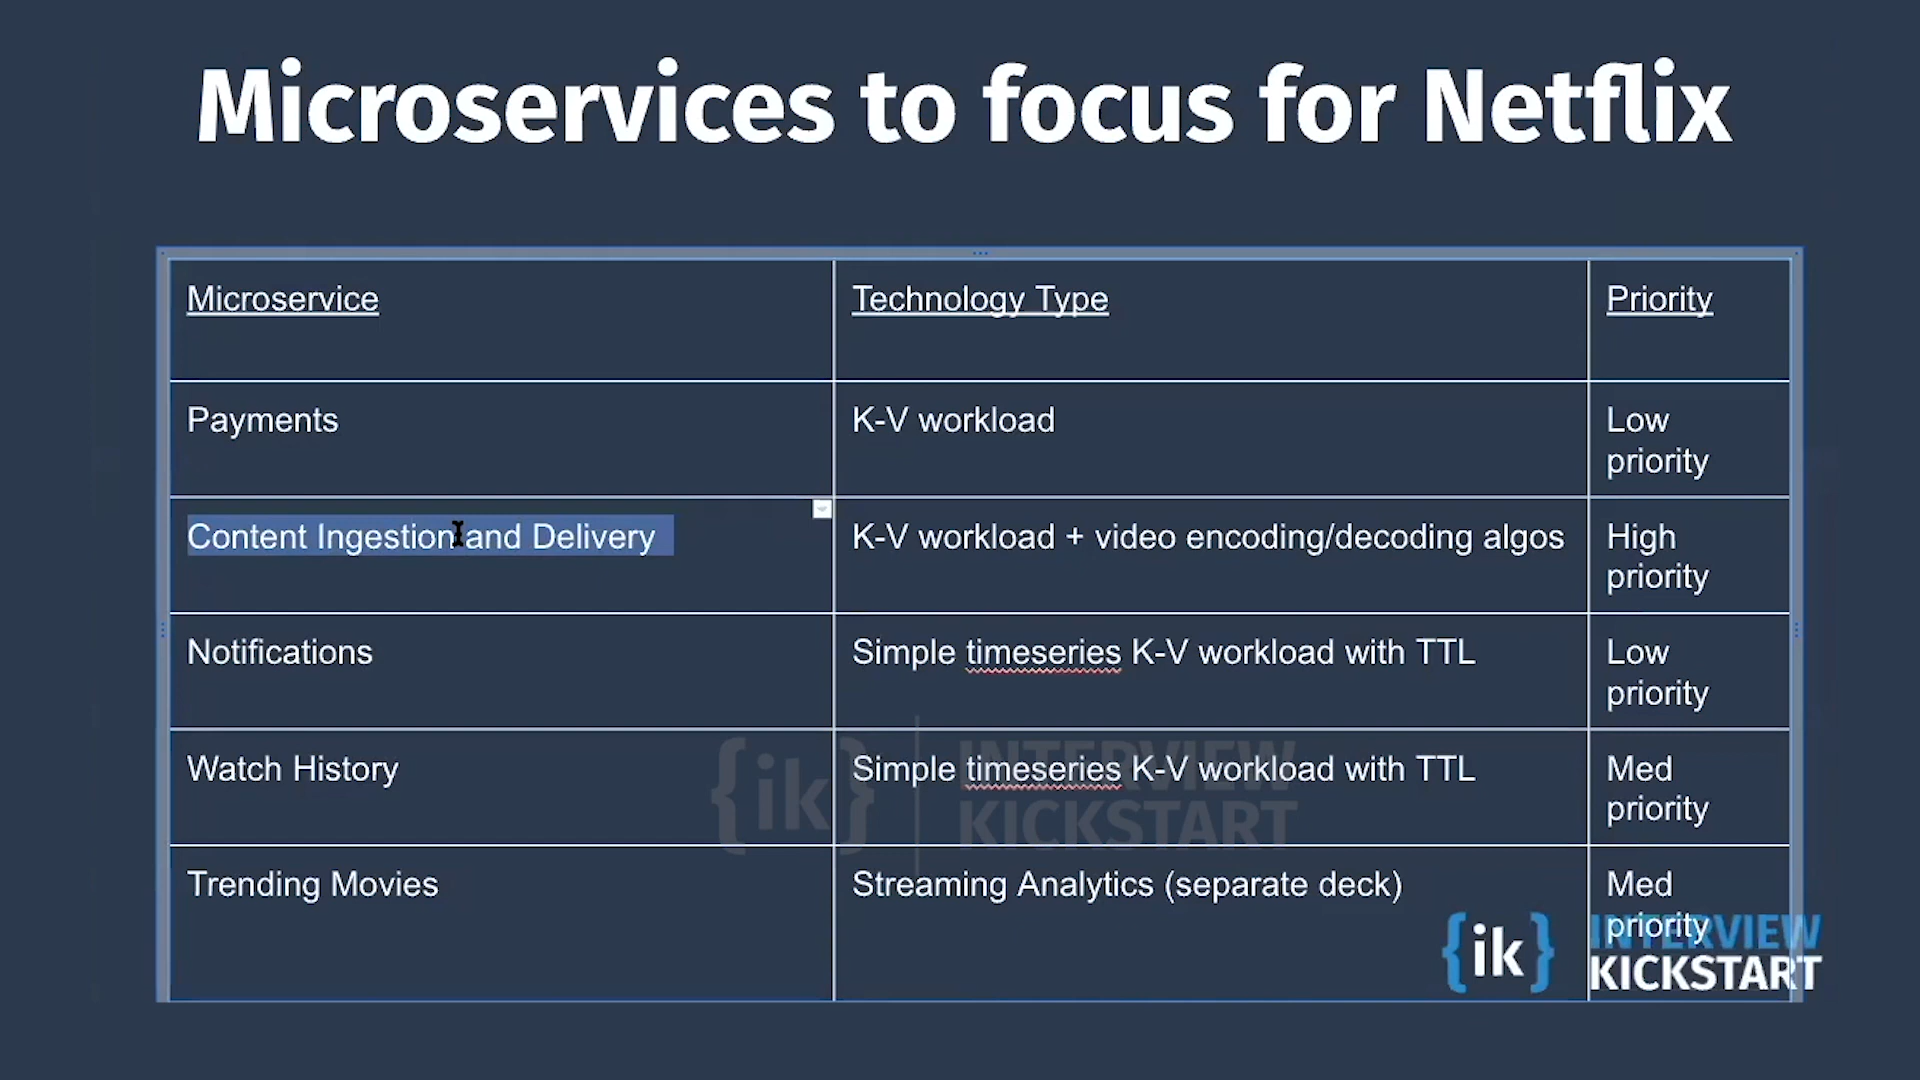 Microservices to focus for Netflix
Microservice
Technology Type
Priority
Payments
K-V workload
Low
priority
Content Ingestion and Delivery
K-V workload + video encoding/decoding algos
High
priority
Notifications
Simple timeseries K-V workload with TTL
Low
priority
Watch History
Simple timeseries K-V workload with TTL
Med
priority
Trending Movies
Streaming Analytics (separate deck)
Med
priority
{ik} INTERVIEW
KICKSTART
{ik} INTERVIEW
KICKSTART